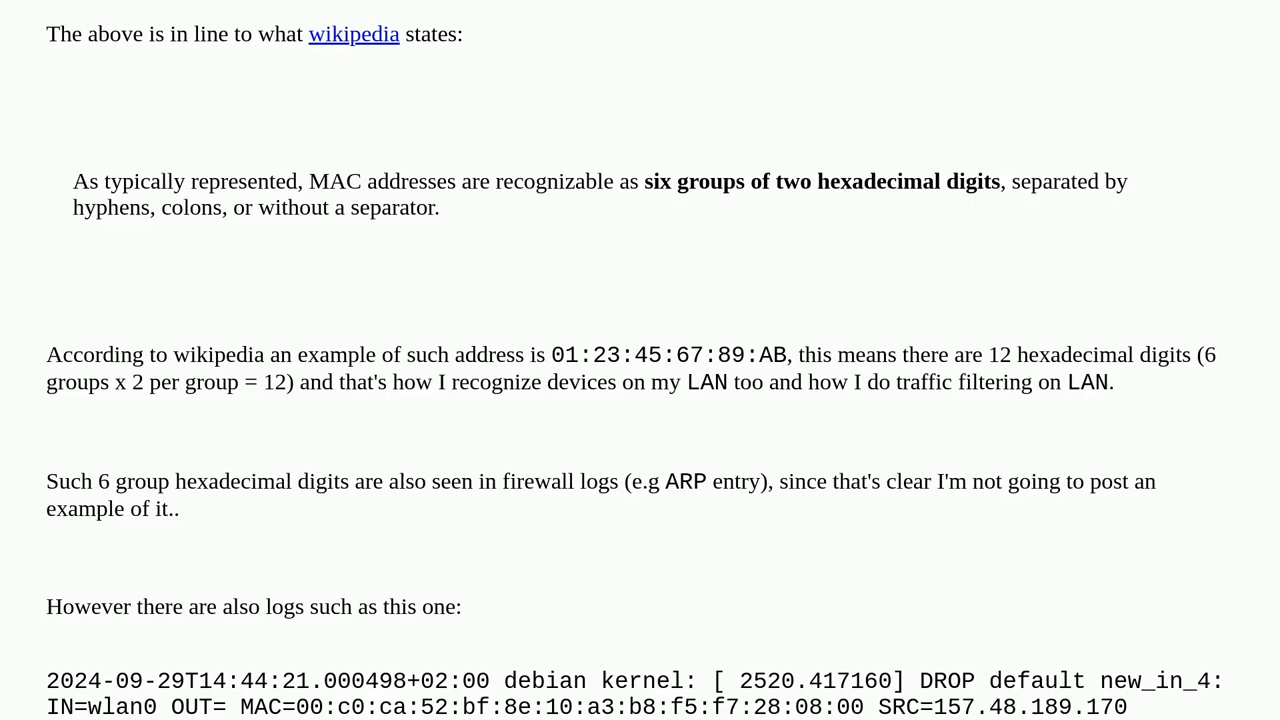 The above is in line to what wikipedia states:
As typically represented, MAC addresses are recognizable as six groups of two hexadecimal digits, separated by
hyphens, colons, or without a separator.
According to wikipedia an example of such address is 01:23:45:67:89:AB, this means there are 12 hexadecimal digits (6
groups x 2 per group = 12) and that's how I recognize devices on my LAN too and how I do traffic filtering on LAN.
Such 6 group hexadecimal digits are also seen in firewall logs (e.g ARP entry), since that's clear I'm not going to post an
example of it..
However there are also logs such as this one:
2024-09-29T14:44:21.000498+02:00 debian kernel: [ 2520.417160] DROP default new_in_4:
IN=wlan0 OUT= MAC=00:c0:ca:52:bf:8e:10:a3:b8:f5:f7:28:08:00 SRC=157.48.189.170